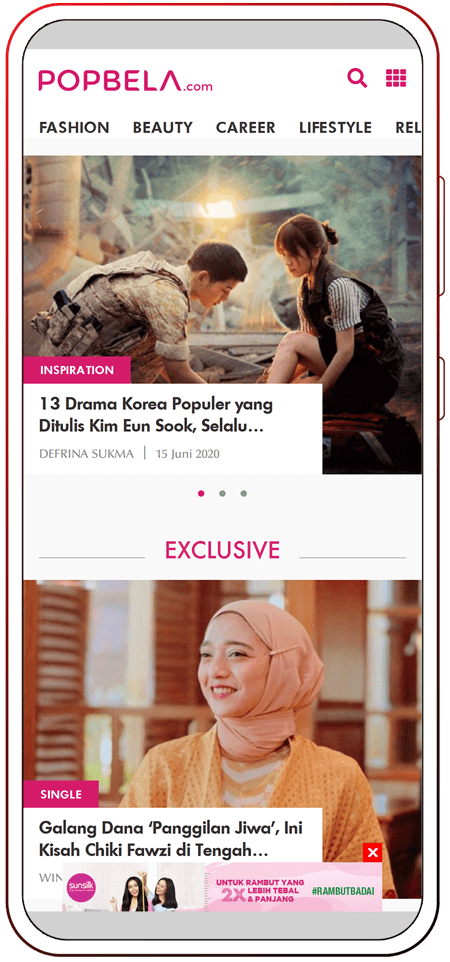 POPBELA.com
FASHION BEAUTY CAREER LIFESTYLE REL
INSPIRATION
13 Drama Korea Populer yang
Ditulis Kim Eun Sook, Selalu...
DEFRINA SUKMA | 15 Juni 2020
EXCLUSIVE
SINGLE
Galang Dana ‘Panggilan Jiwa’, Ini
Kisah Chiki Fawzi di Tengah...
WIN
sunsilk
UNTUK RAMBUT YANG
2X LEBIH TEBAL
& PANJANG
#RAMBUTBADAI